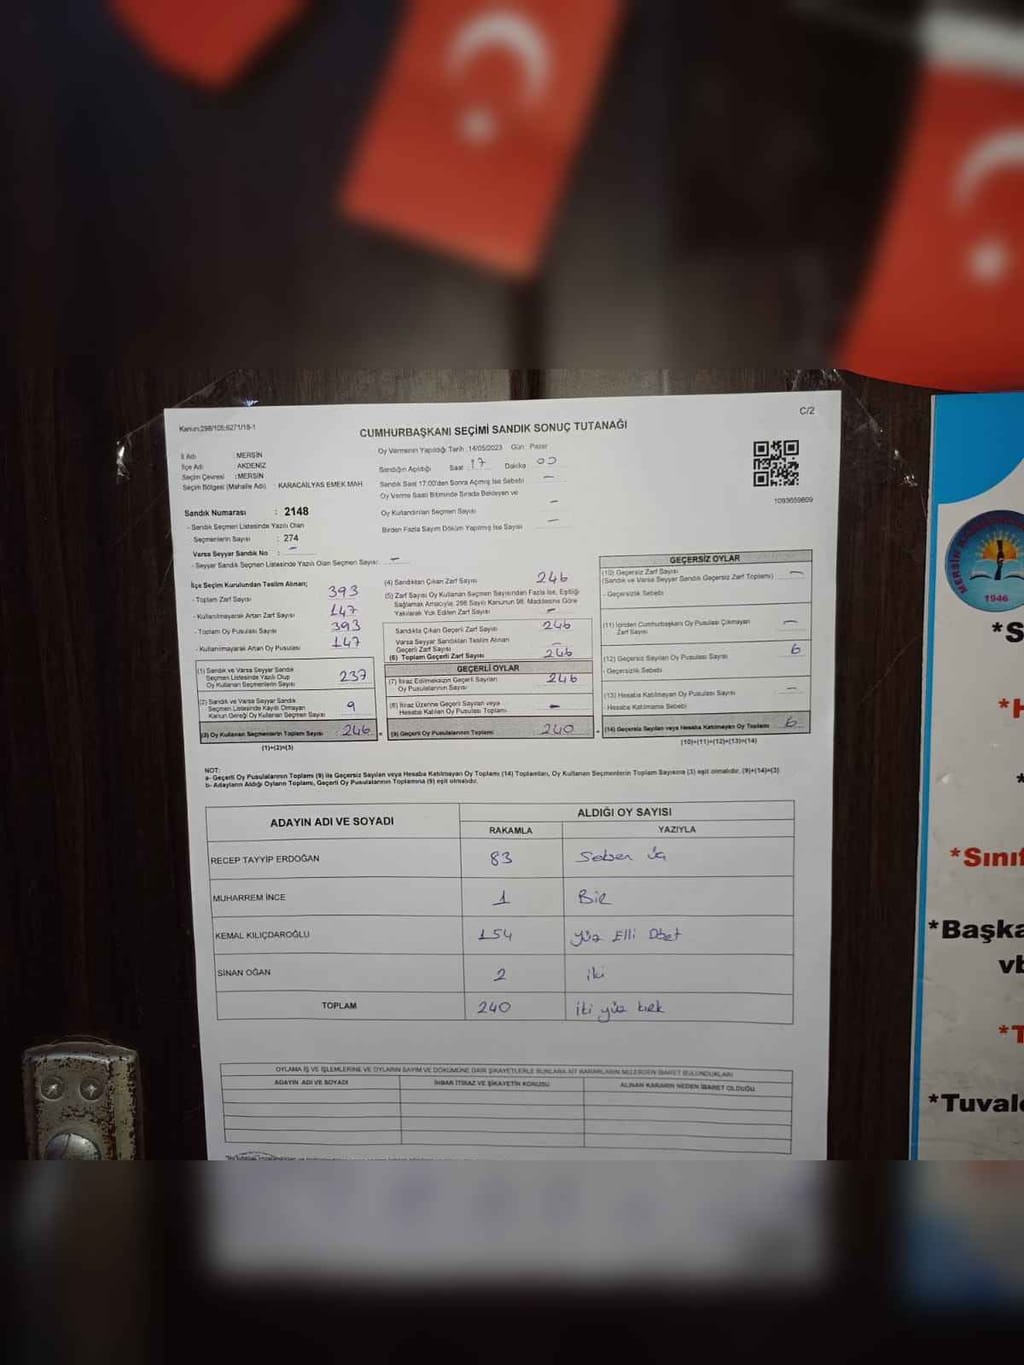 Kanun:298/105;6271/18-1
C/2
CUMHURBAŞKANI SEÇİMİ SANDIK SONUÇ TUTANAĞI
İl Adı : MERSİN
İlçe Adı : AKDENİZ
Seçim Çevresi : MERSİN
Seçim Bölgesi (Mahalle Adı) : KARACAİLYAS EMEK MAH.
Oy Vermenin Yapıldığı Tarih :14/05/2023 Gün : Pazar
Sandığın Açıldığı Saat 17 Dakika 00
Sandık Saat 17:00'den Sonra Açılmış İse Sebebi –
Oy Verme Saati Bitiminde Sırada Bekleyen ve
Oy Kullandırılan Seçmen Sayısı –
Birden Fazla Sayım Döküm Yapılmış İse Sayısı –
1093659809
Sandık Numarası : 2148
- Sandık Seçmen Listesinde Yazılı Olan
Seçmenlerin Sayısı : 274
Varsa Seyyar Sandık No : –
- Seyyar Sandık Seçmen Listesinde Yazılı Olan Seçmen Sayısı: –
İlçe Seçim Kurulundan Teslim Alınan;
- Toplam Zarf Sayısı 393
- Kullanılmayarak Artan Zarf Sayısı 147
- Toplam Oy Pusulası Sayısı 393
- Kullanılmayarak Artan Oy Pusulası 147
(1) Sandık ve Varsa Seyyar Sandık
Seçmen Listesinde Yazılı Olup
Oy Kullanan Seçmenlerin Sayısı 237
(2) Sandık ve Varsa Seyyar Sandık
Seçmen Listesinde Kayıtlı Olmayan
Kanun Gereği Oy Kullanan Seçmen Sayısı 9
(3) Oy Kullanan Seçmenlerin Toplam Sayısı : 246 =
(1)+(2)=(3)
(4) Sandıktan Çıkan Zarf Sayısı 246
(5) Zarf Sayısı Oy Kullanan Seçmen Sayısından Fazla İse, Eşitliği
Sağlamak Amacıyla, 298 Sayılı Kanunun 98. Maddesine Göre
Yakılarak Yok Edilen Zarf Sayısı –
Sandıkta Çıkan Geçerli Zarf Sayısı 246
Varsa Seyyar Sandıktan Teslim Alınan
Geçerli Zarf Sayısı –
(6) Toplam Geçerli Zarf Sayısı 246
GEÇERLİ OYLAR
(7) İtiraz Edilmeksizin Geçerli Sayılan
Oy Pusulalarının Sayısı 246
(8) İtiraz Üzerine Geçerli Sayılan veya
Hesaba Katılan Oy Pusulaları Toplamı –
(9) Geçerli Oy Pusulalarının Toplamı 240 +
GEÇERSİZ OYLAR
(10) Geçersiz Zarf Sayısı –
(Sandık ve Varsa Seyyar Sandık Geçersiz Zarf Toplamı)
- Geçersizlik Sebebi
(11) İçinden Cumhurbaşkanı Oy Pusulası Çıkmayan
Zarf Sayısı –
(12) Geçersiz Sayılan Oy Pusulası Sayısı 6
- Geçersizlik Sebebi
(13) Hesaba Katılmayan Oy Pusulası Sayısı –
- Hesaba Katılmama Sebebi
(14) Geçersiz Sayılan veya Hesaba Katılmayan Oy Toplamı 6
(10)+(11)+(12)+(13)=(14)
NOT:
a- Geçerli Oy Pusulalarının Toplamı (9) ile Geçersiz Sayılan veya Hesaba Katılmayan Oy Toplamı (14) Toplamları, Oy Kullanan Seçmenlerin Toplam Sayısına (3) eşit olmalıdır. (9)+(14)=(3)
b- Adayların Aldığı Oyların Toplamı, Geçerli Oy Pusulalarının Toplamına (9) eşit olmalıdır.
ADAYIN ADI VE SOYADI
ALDIĞI OY SAYISI
RAKAMLA YAZIYLA
RECEP TAYYİP ERDOĞAN 83 Seksen üç
MUHARREM İNCE 1 Bir
KEMAL KILIÇDAROĞLU 154 Yüz Elli Dört
SİNAN OĞAN 2 iki
TOPLAM 240 iki yüz kırk
OYLAMA İŞ VE İŞLEMLERİNE VE OYLARIN SAYIM VE DÖKÜMÜNE DAİR ŞİKAYETLERLE BUNLARA AİT KARARLARIN NELERDEN İBARET BULUNDUKLARI
ADAYIN ADI VE SOYADI İHBAR İTİRAZ VE ŞİKAYETİN KONUSU ALINAN KARARIN NEDEN İBARET OLDUĞU
1946
*S
*H
*
*Sınıf
*Başka
vb
*T
*Tuvale